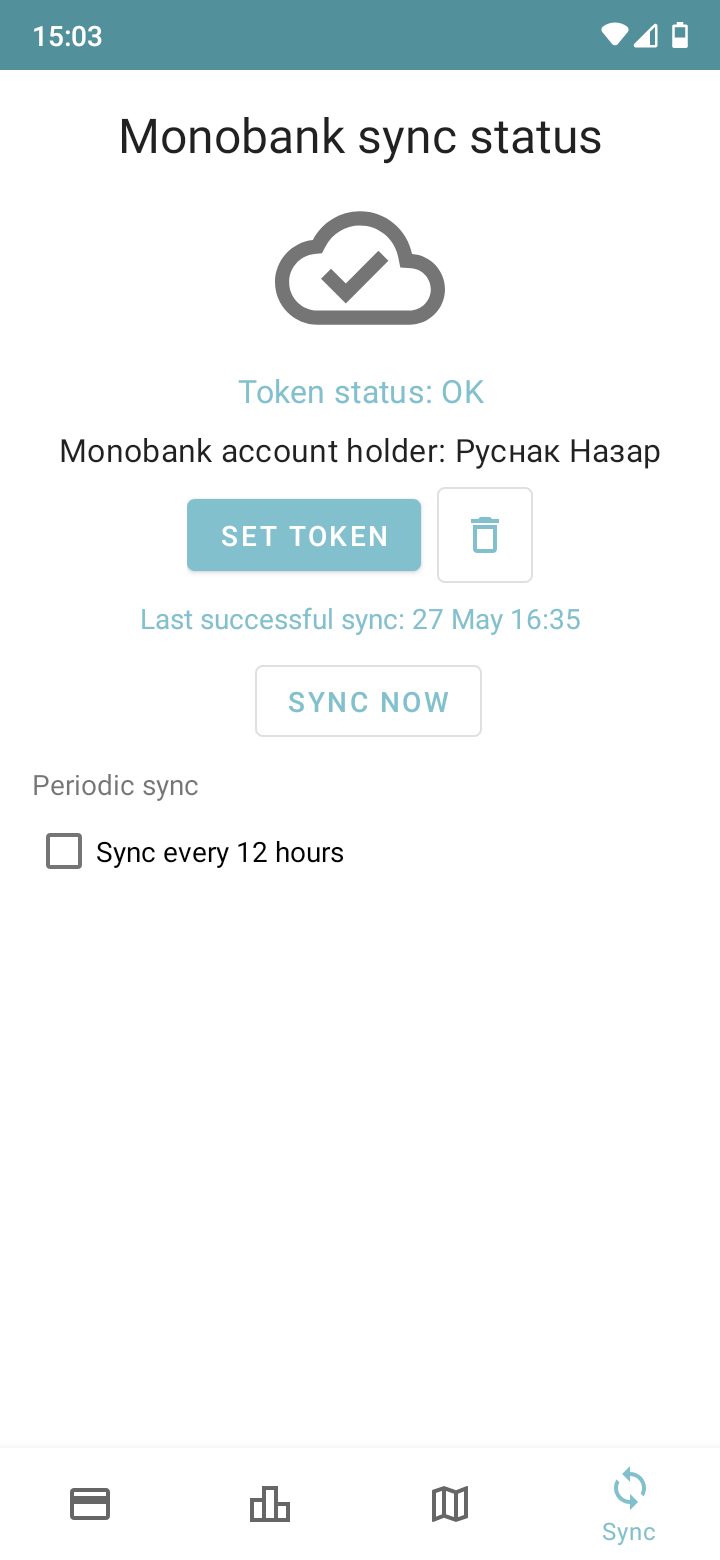 15:03
Monobank sync status
Token status: OK
Monobank account holder: Руснак Назар
SET TOKEN
Last successful sync: 27 May 16:35
SYNC NOW
Periodic sync
Sync every 12 hours
Sync